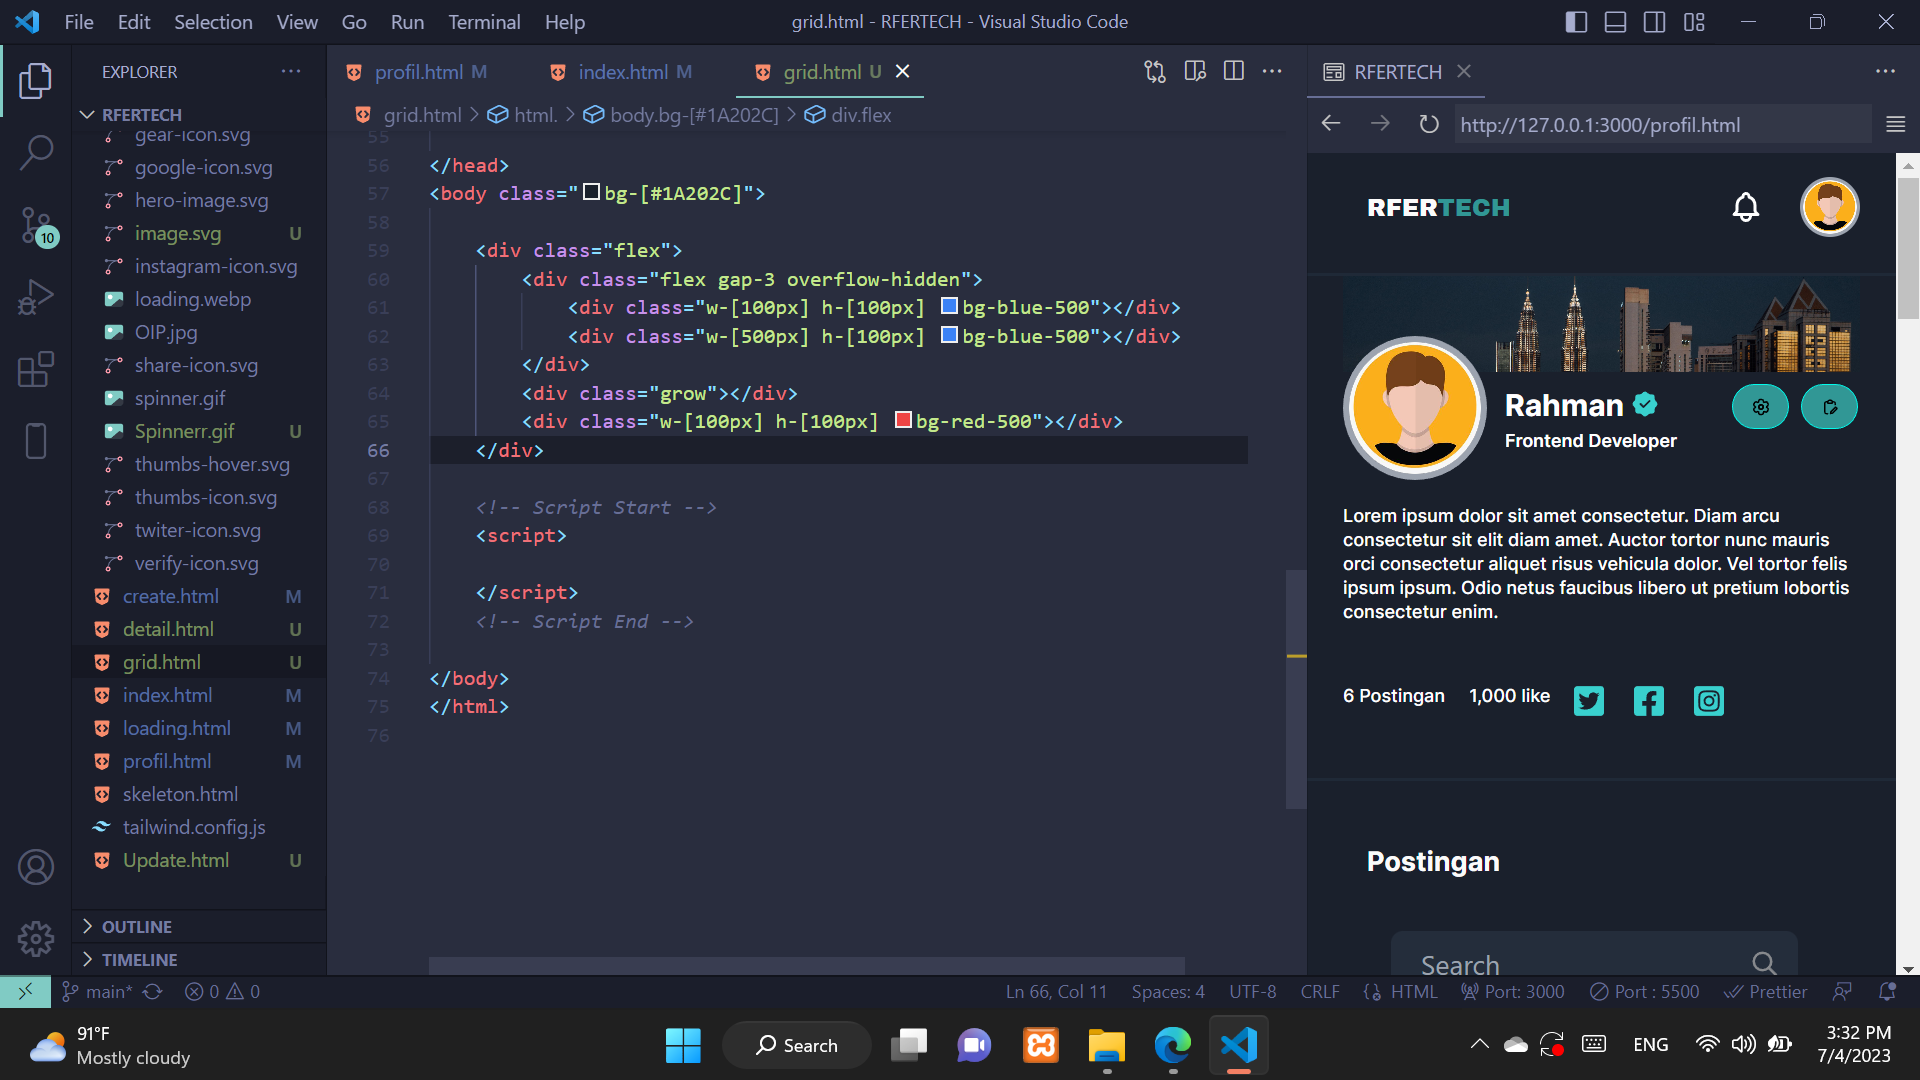 File Edit Selection View Go Run Terminal Help
grid.html - RFERTECH - Visual Studio Code
EXPLORER
RFERTECH
gear-icon.svg
google-icon.svg
hero-image.svg
image.svg U
instagram-icon.svg
loading.webp
OIP.jpg
share-icon.svg
spinner.gif
Spinnerr.gif U
thumbs-hover.svg
thumbs-icon.svg
twiter-icon.svg
verify-icon.svg
create.html M
detail.html U
grid.html U
index.html M
loading.html M
profil.html M
skeleton.html
tailwind.config.js
Update.html U
OUTLINE
TIMELINE
10
profil.html M
index.html M
grid.html U
grid.html > html. > body.bg-[#1A202C] > div.flex
55
56 </head>
57 <body class="bg-[#1A202C]">
58
59 <div class="flex">
60 <div class="flex gap-3 overflow-hidden">
61 <div class="w-[100px] h-[100px] bg-blue-500"></div>
62 <div class="w-[500px] h-[100px] bg-blue-500"></div>
63 </div>
64 <div class="grow"></div>
65 <div class="w-[100px] h-[100px] bg-red-500"></div>
66 </div>
67
68 <!-- Script Start -->
69 <script>
70
71 </script>
72 <!-- Script End -->
73
74 </body>
75 </html>
76
RFERTECH
http://127.0.0.1:3000/profil.html
RFERTECH
Rahman
Frontend Developer
Lorem ipsum dolor sit amet consectetur. Diam arcu
consectetur sit elit diam amet. Auctor tortor nunc mauris
orci consectetur aliquet risus vehicula dolor. Vel tortor felis
ipsum ipsum. Odio netus faucibus libero ut pretium lobortis
consectetur enim.
6 Postingan 1,000 like
Postingan
Search
main* 0 0
Ln 66, Col 11 Spaces: 4 UTF-8 CRLF HTML Port: 3000 Port : 5500 Prettier
91°F
Mostly cloudy
Search
ENG
3:32 PM
7/4/2023